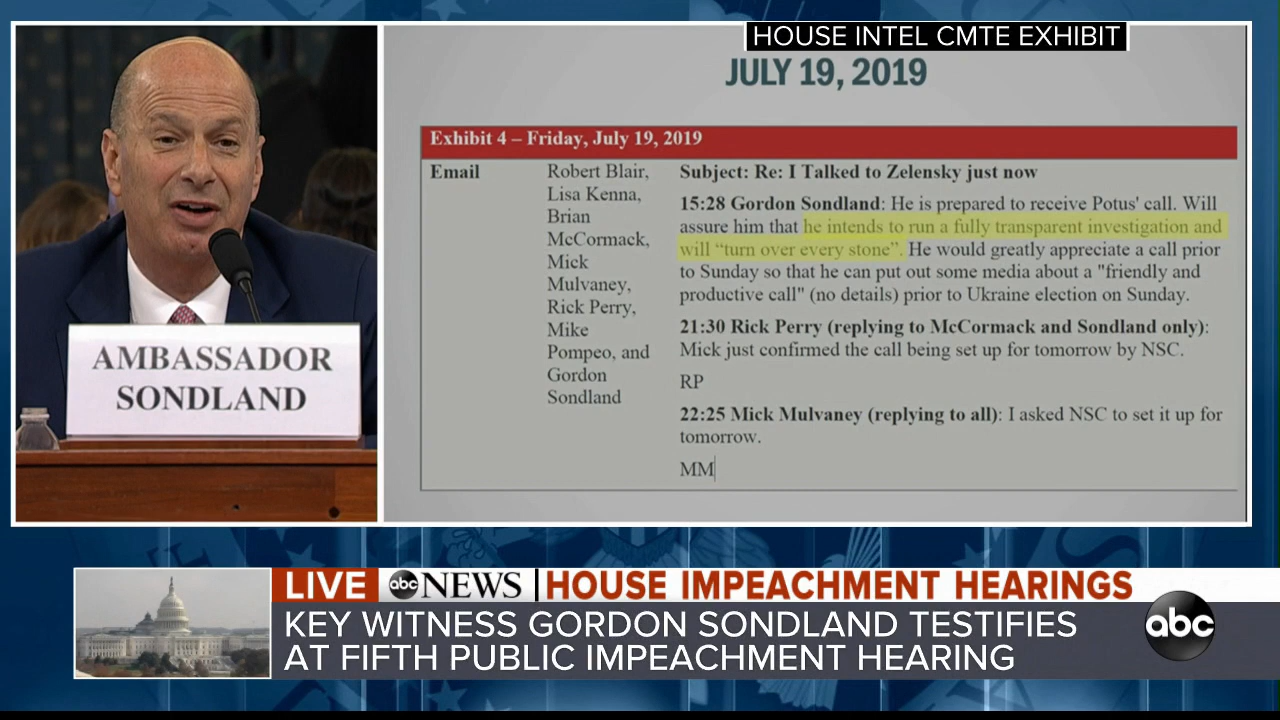 HOUSE INTEL CMTE EXHIBIT
JULY 19, 2019
Exhibit 4 – Friday, July 19, 2019
Email
Robert Blair,
Lisa Kenna,
Brian
McCormack,
Mick
Mulvaney,
Rick Perry,
Mike
Pompeo, and
Gordon
Sondland
Subject: Re: I Talked to Zelensky just now
15:28 Gordon Sondland: He is prepared to receive Potus' call. Will
assure him that he intends to run a fully transparent investigation and
will “turn over every stone”. He would greatly appreciate a call prior
to Sunday so that he can put out some media about a "friendly and
productive call" (no details) prior to Ukraine election on Sunday.
21:30 Rick Perry (replying to McCormack and Sondland only):
Mick just confirmed the call being set up for tomorrow by NSC.
RP
22:25 Mick Mulvaney (replying to all): I asked NSC to set it up for
tomorrow.
MM
AMBASSADOR
SONDLAND
LIVE abc NEWS HOUSE IMPEACHMENT HEARINGS
KEY WITNESS GORDON SONDLAND TESTIFIES
AT FIFTH PUBLIC IMPEACHMENT HEARING
abc